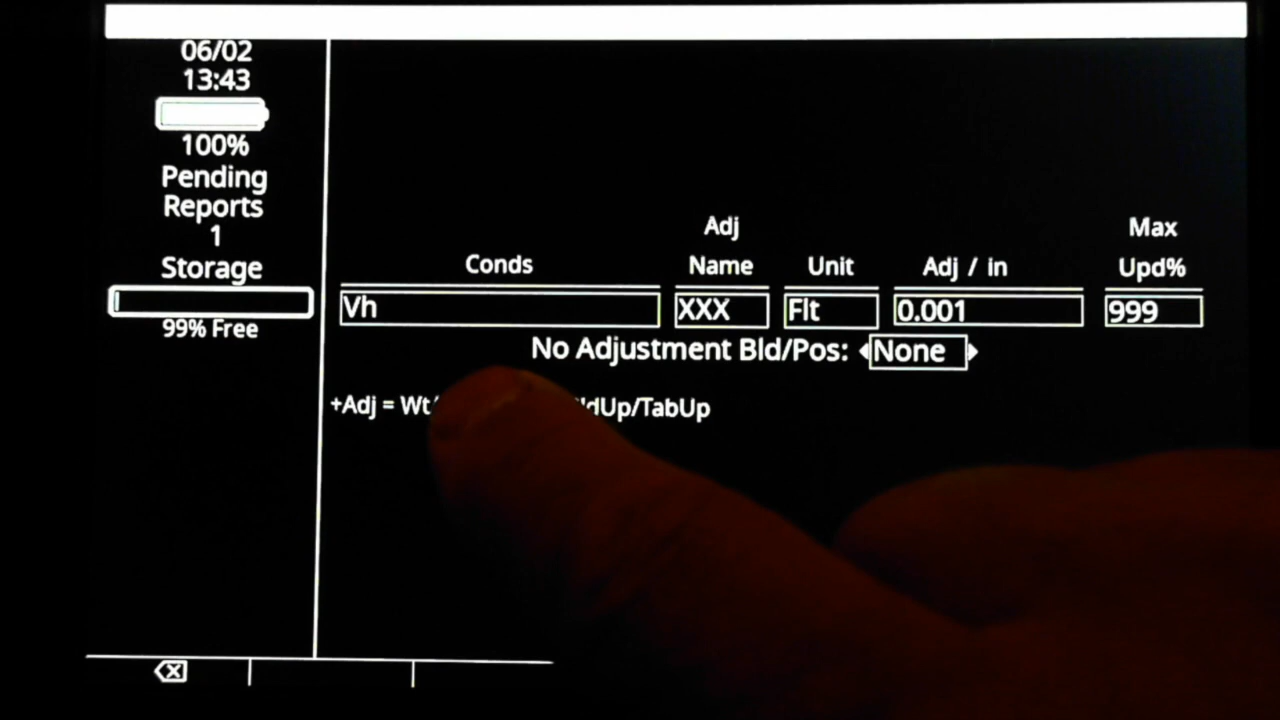 06/02
13:43
100%
Pending
Reports
1
Storage
99% Free
Adj Max
Conds Name Unit Adj / in Upd%
Vh XXX Flt 0.001 999
No Adjustment Bld/Pos: None
+Adj = dUp/TabUp